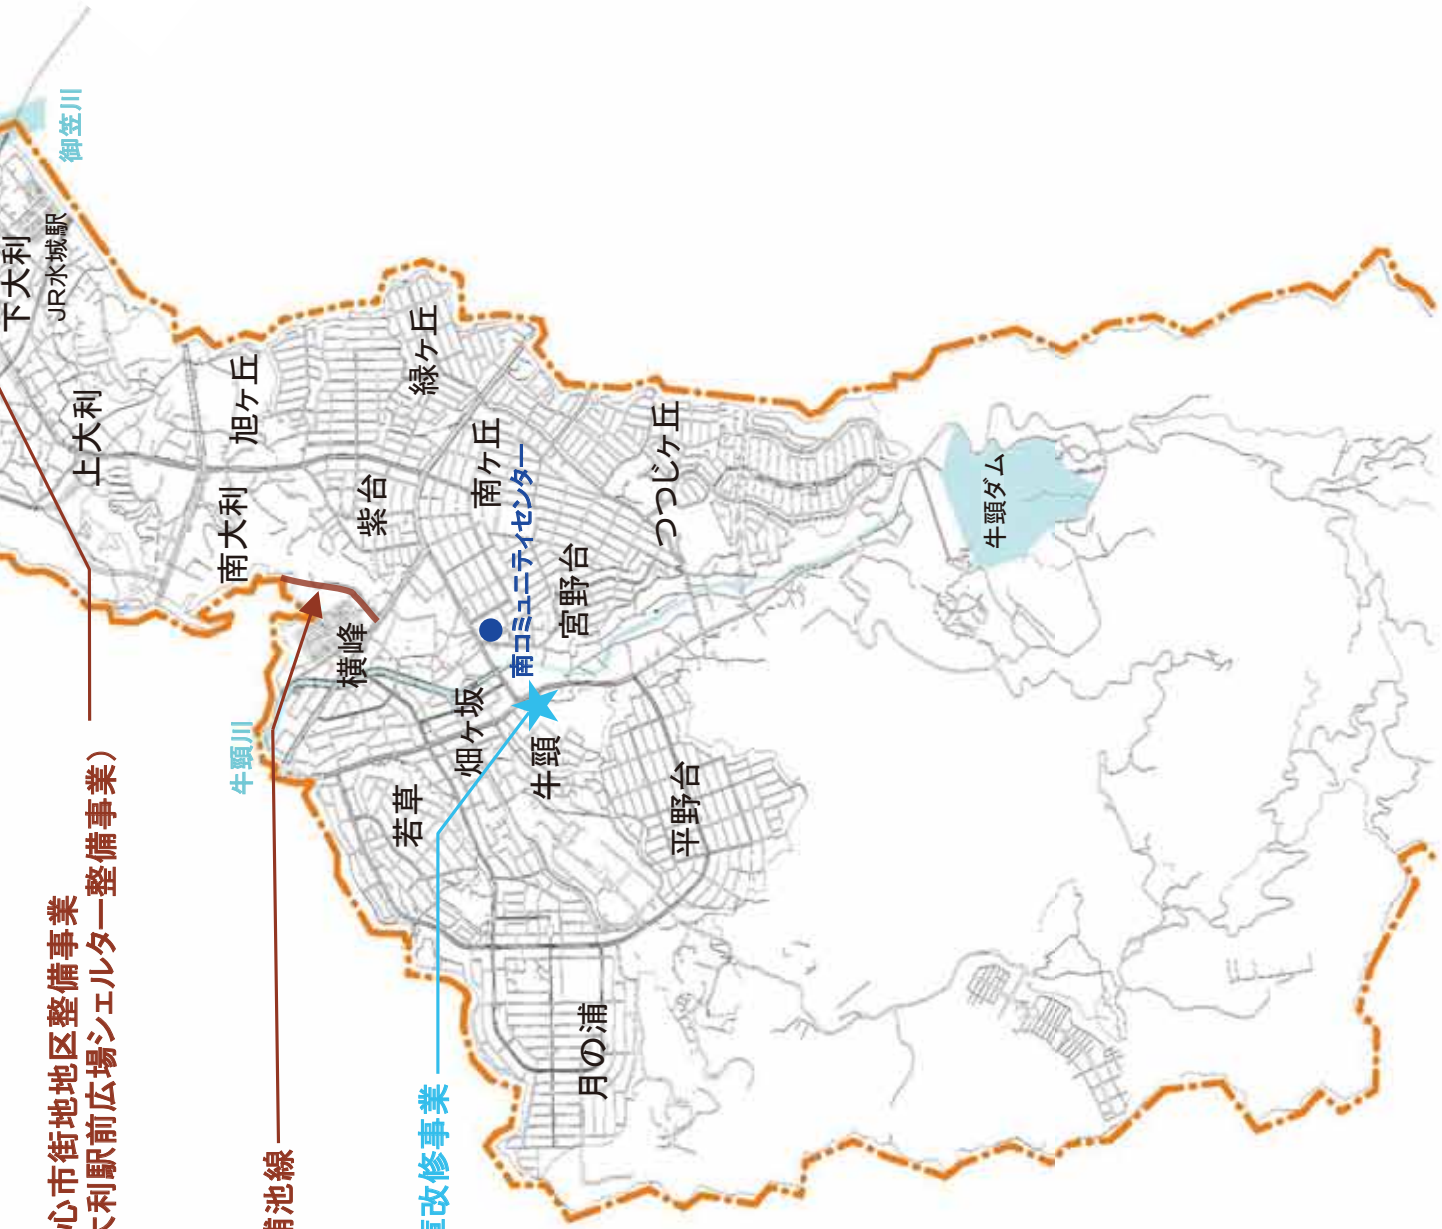 御笠川
下大利
JR水城駅
上大利
旭ヶ丘
緑ヶ丘
南大利
紫台
南ヶ丘
南コミュニティセンター
つつじヶ丘
宮野台
牛頸ダム
横峰
牛頸川
畑ヶ坂
牛頸
若草
平野台
月の浦
心市街地地区整備事業
大利駅前広場シェルター整備事業）
浦池線
改修事業